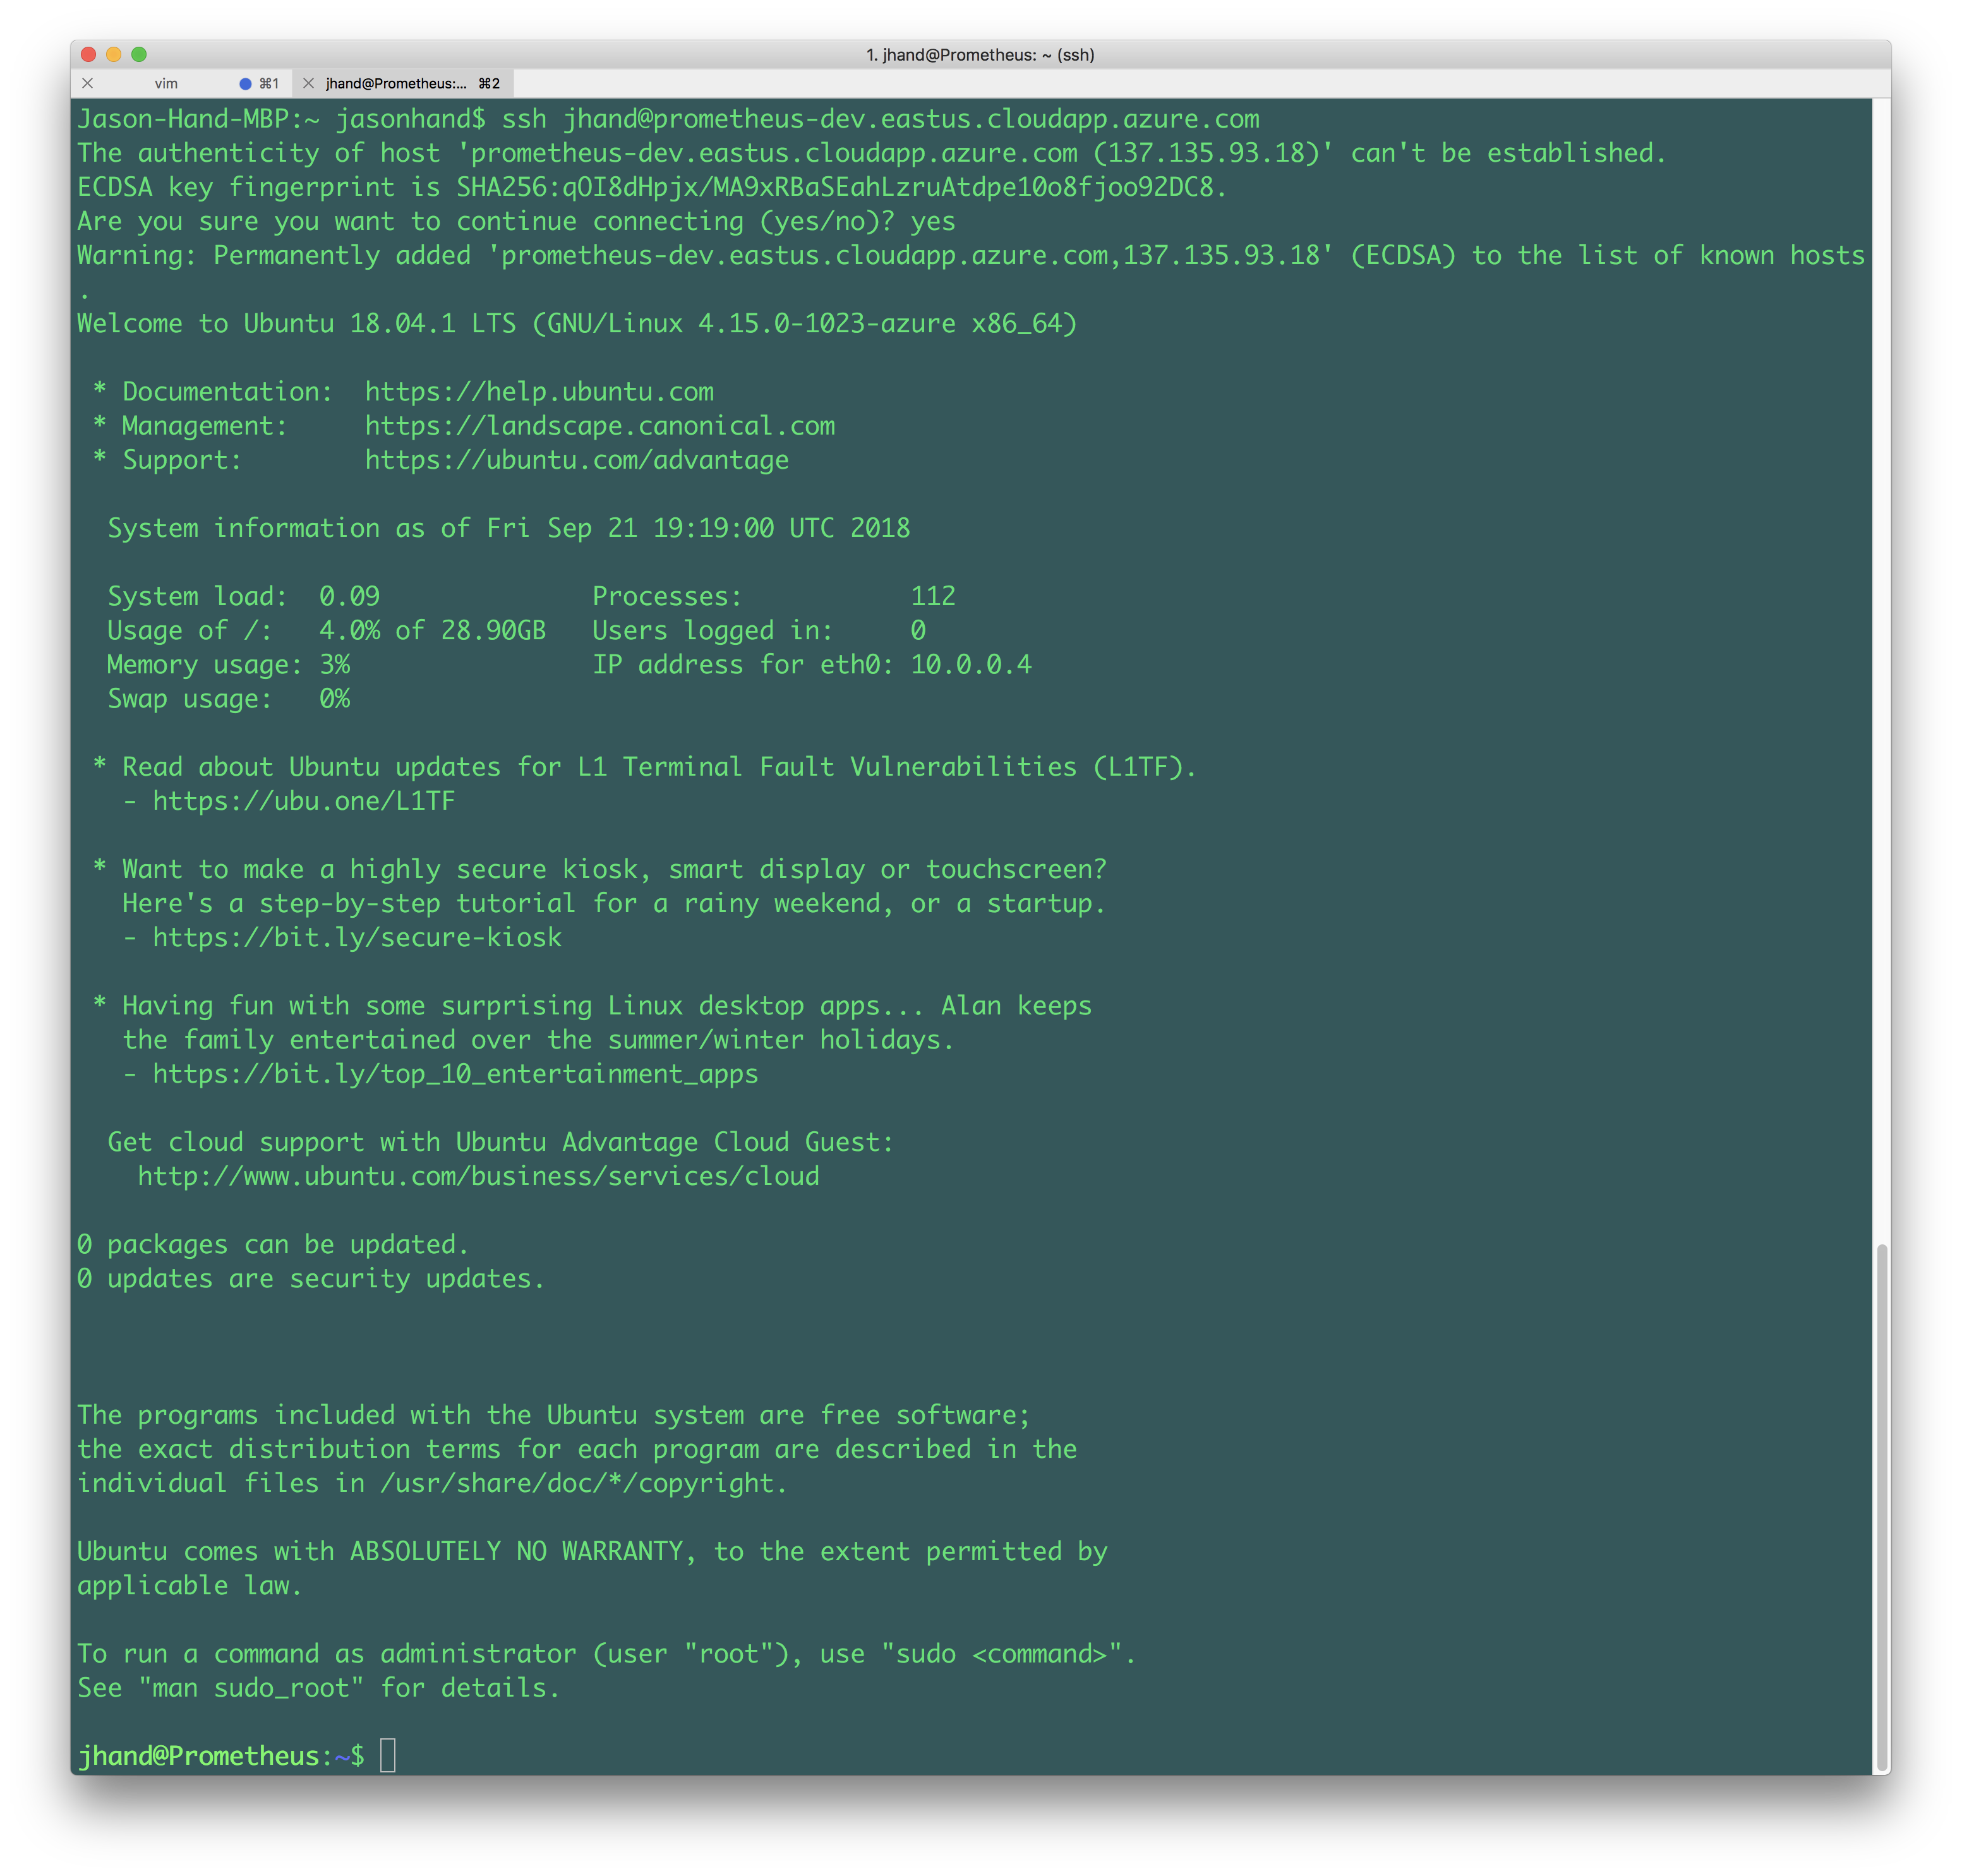 1. jhand@Prometheus: ~ (ssh)
vim ⌘1 jhand@Prometheus:... ⌘2
Jason-Hand-MBP:~ jasonhand$ ssh jhand@prometheus-dev.eastus.cloudapp.azure.com
The authenticity of host 'prometheus-dev.eastus.cloudapp.azure.com (137.135.93.18)' can't be established.
ECDSA key fingerprint is SHA256:qOI8dHpjx/MA9xRBaSEahLzruAtdpe10o8fjoo92DC8.
Are you sure you want to continue connecting (yes/no)? yes
Warning: Permanently added 'prometheus-dev.eastus.cloudapp.azure.com,137.135.93.18' (ECDSA) to the list of known hosts
.
Welcome to Ubuntu 18.04.1 LTS (GNU/Linux 4.15.0-1023-azure x86_64)

 * Documentation:  https://help.ubuntu.com
 * Management:     https://landscape.canonical.com
 * Support:        https://ubuntu.com/advantage

  System information as of Fri Sep 21 19:19:00 UTC 2018

  System load:  0.09              Processes:           112
  Usage of /:   4.0% of 28.90GB   Users logged in:     0
  Memory usage: 3%                IP address for eth0: 10.0.0.4
  Swap usage:   0%

 * Read about Ubuntu updates for L1 Terminal Fault Vulnerabilities (L1TF).
   - https://ubu.one/L1TF

 * Want to make a highly secure kiosk, smart display or touchscreen?
   Here's a step-by-step tutorial for a rainy weekend, or a startup.
   - https://bit.ly/secure-kiosk

 * Having fun with some surprising Linux desktop apps... Alan keeps
   the family entertained over the summer/winter holidays.
   - https://bit.ly/top_10_entertainment_apps

  Get cloud support with Ubuntu Advantage Cloud Guest:
    http://www.ubuntu.com/business/services/cloud

0 packages can be updated.
0 updates are security updates.

The programs included with the Ubuntu system are free software;
the exact distribution terms for each program are described in the
individual files in /usr/share/doc/*/copyright.

Ubuntu comes with ABSOLUTELY NO WARRANTY, to the extent permitted by
applicable law.

To run a command as administrator (user "root"), use "sudo <command>".
See "man sudo_root" for details.

jhand@Prometheus:~$